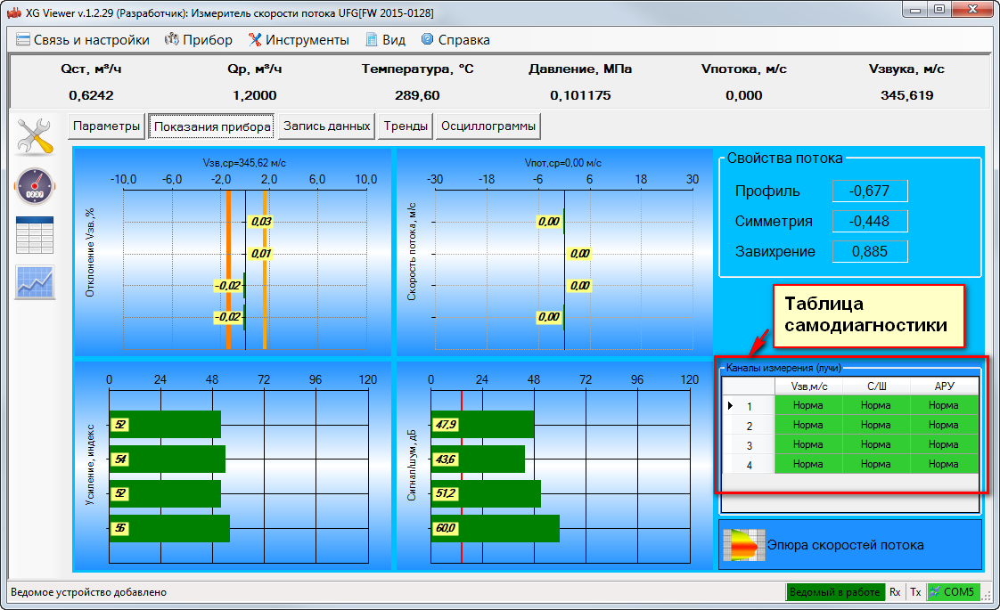 XG Viewer v.1.2.29 (Разработчик): Измеритель скорости потока UFG[FW 2015-0128]
Связь и настройки Прибор Инструменты Вид Справка
Qст, м³/ч Qр, м³/ч Температура, °С Давление, МПа Vпотока, м/с Vзвука, м/с
0,6242 1,2000 289,60 0,101175 0,000 345,619
Параметры Показания прибора Запись данных Тренды Осциллограммы
Vзв,ср=345,62 м/с
-10,0 -6,0 -2,0 2,0 6,0 10,0
Отклонение Vзв.,%
0,03
0,01
-0,02
-0,02
Vпот,ср=0,00 м/с
-30 -18 -6 6 18 30
Скорость потока, м/с
0,00
0,00
0,00
0,00
Свойства потока
Профиль -0,677
Симметрия -0,448
Завихрение 0,885
Таблица
самодиагностики
0 24 48 72 96 120
Усиление, индекс
52
54
52
56
0 24 48 72 96 120
Сигнал/шум, дБ
47,9
43,6
51,2
60,0
Каналы измерения (лучи)
Vзв,м/с С/Ш АРУ
1 Норма Норма Норма
2 Норма Норма Норма
3 Норма Норма Норма
4 Норма Норма Норма
Эпюра скоростей потока
Ведомое устройство добавлено Ведомый в работе Rx Tx COM5